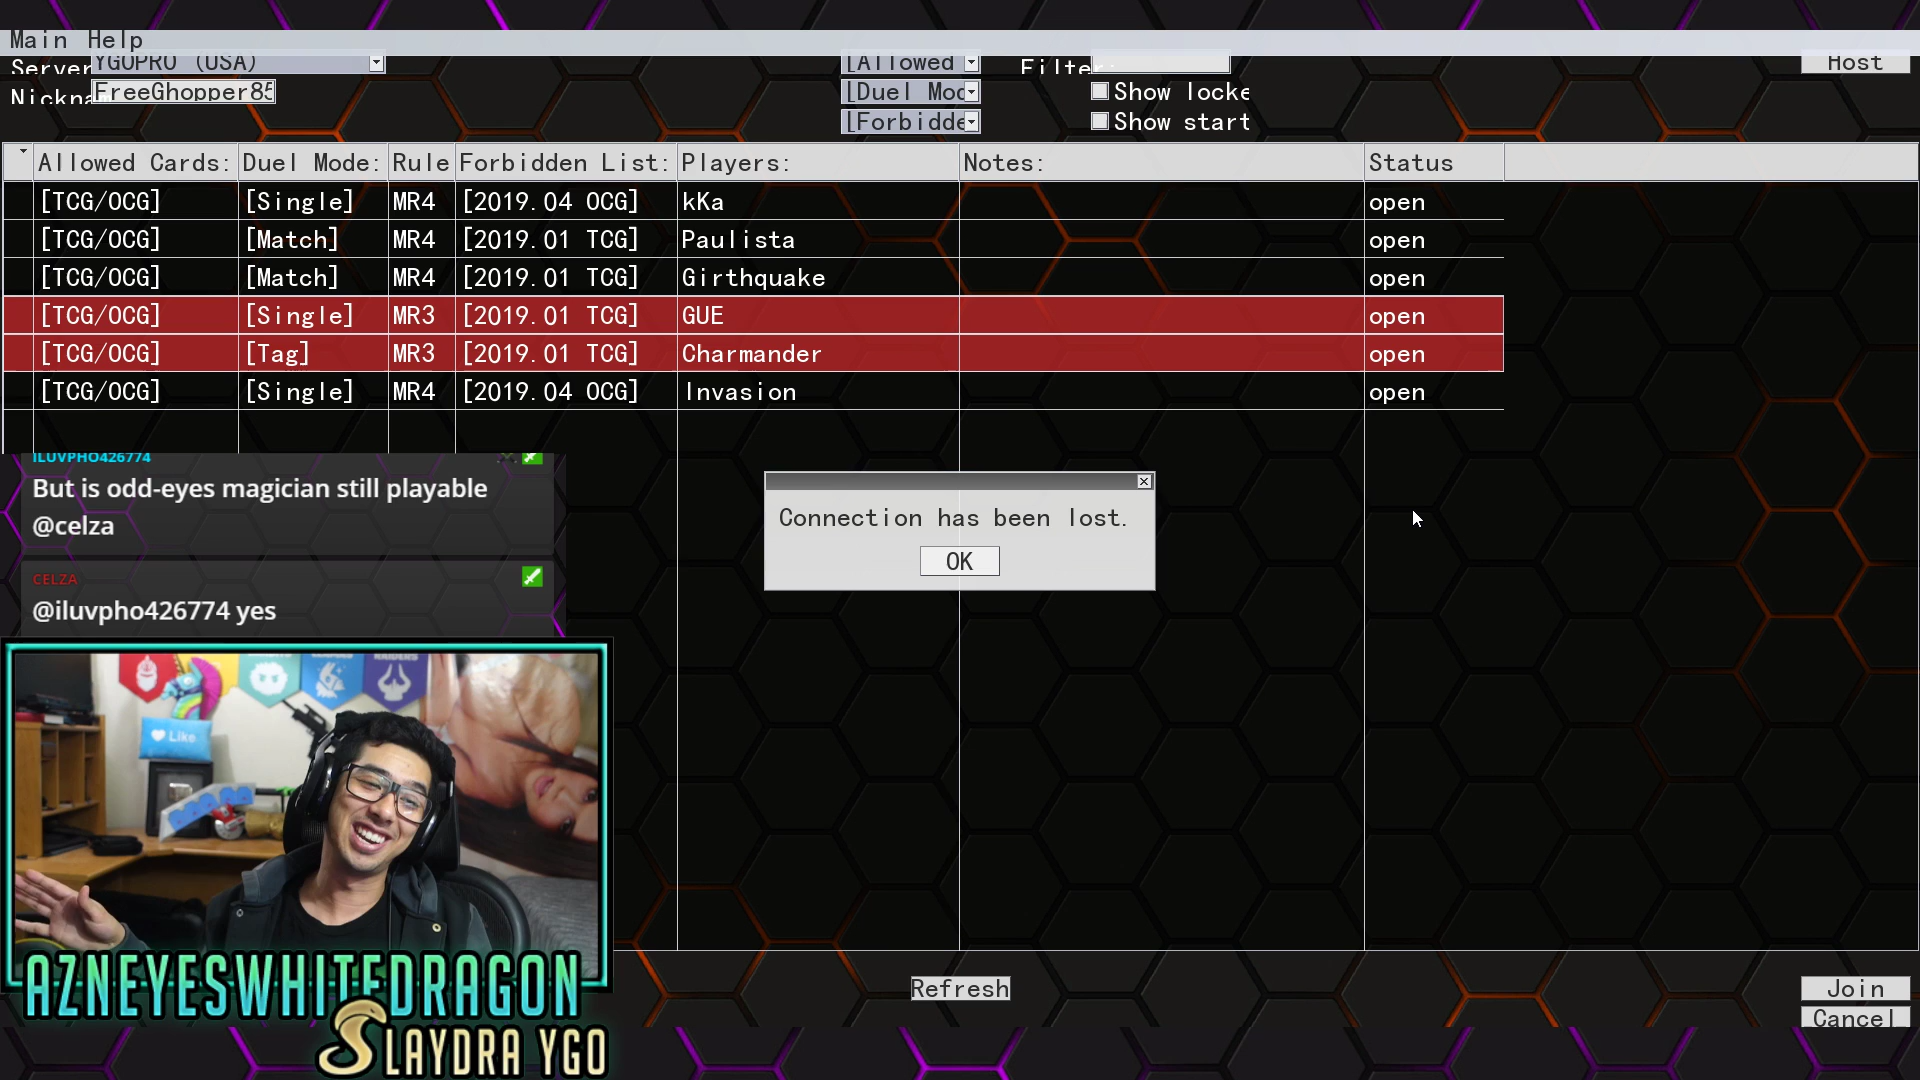 Main Help
Server YGOPRO (USA) [Allowed Filter: Host
Nickna FreeGhopper85 [Duel Mod Show locke
[Forbidde Show start
Allowed Cards: Duel Mode: Rule Forbidden List: Players: Notes: Status
[TCG/OCG] [Single] MR4 [2019.04 OCG] kKa open
[TCG/OCG] [Match] MR4 [2019.01 TCG] Paulista open
[TCG/OCG] [Match] MR4 [2019.01 TCG] Girthquake open
[TCG/OCG] [Single] MR3 [2019.01 TCG] GUE open
[TCG/OCG] [Tag] MR3 [2019.01 TCG] Charmander open
[TCG/OCG] [Single] MR4 [2019.04 OCG] Invasion open
ILUVPHO426774
But is odd-eyes magician still playable
@celza
CELZA
@iluvpho426774 yes
Connection has been lost.
OK
RAIDERS
Like
AZNEYESWHITEDRAGON
SLAYDRA YGO
Refresh
Join
Cancel